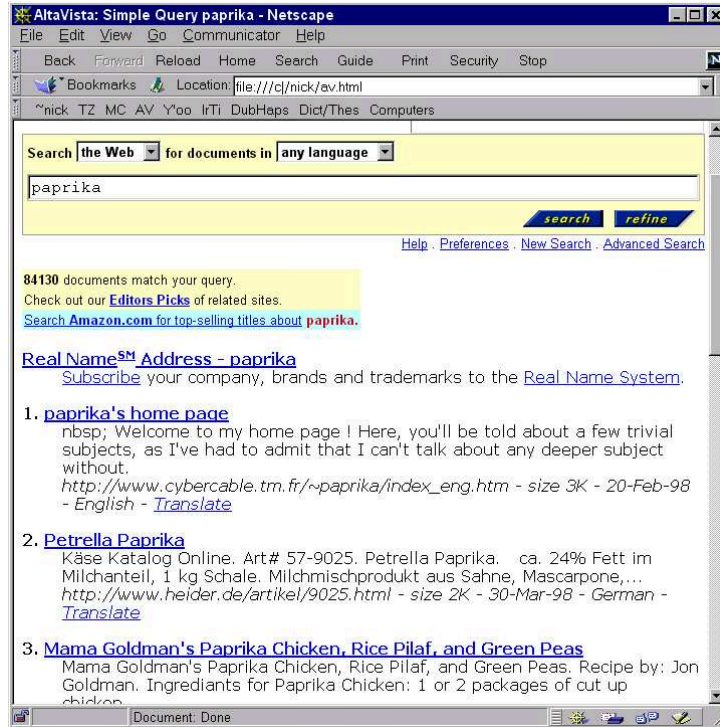 AltaVista: Simple Query paprika - Netscape
File Edit View Go Communicator Help
Back Forward Reload Home Search Guide Print Security Stop
Bookmarks Location: file:///c|/nick/av.html
~nick TZ MC AV Y'oo IrTi DubHaps Dict/Thes Computers
Search the Web for documents in any language
paprika
search refine
Help . Preferences . New Search . Advanced Search
84130 documents match your query.
Check out our Editors Picks of related sites.
Search Amazon.com for top-selling titles about paprika.
Real Name SM Address - paprika
Subscribe your company, brands and trademarks to the Real Name System.
1. paprika's home page
nbsp; Welcome to my home page ! Here, you'll be told about a few trivial
subjects, as I've had to admit that I can't talk about any deeper subject
without.
http://www.cybercable.tm.fr/~paprika/index_eng.htm - size 3K - 20-Feb-98
- English - Translate
2. Petrella Paprika
Käse Katalog Online. Art# 57-9025. Petrella Paprika. ca. 24% Fett im
Milchanteil, 1 kg Schale. Milchmischprodukt aus Sahne, Mascarpone,...
http://www.heider.de/artikel/9025.html - size 2K - 30-Mar-98 - German -
Translate
3. Mama Goldman's Paprika Chicken, Rice Pilaf, and Green Peas
Mama Goldman's Paprika Chicken, Rice Pilaf, and Green Peas. Recipe by: Jon
Goldman. Ingrediants for Paprika Chicken: 1 or 2 packages of cut up
chicken
Document: Done